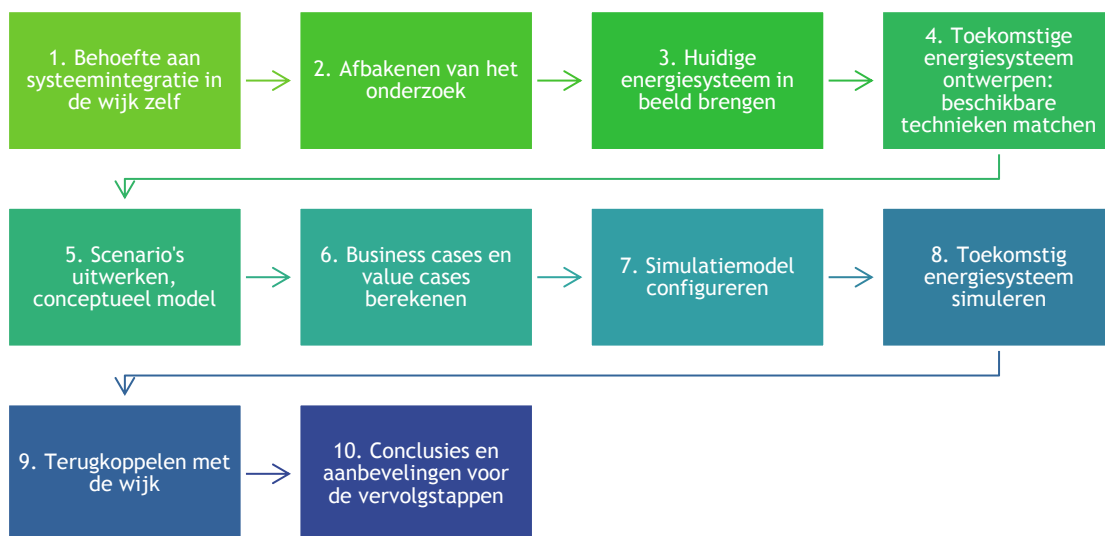 1. Behoefte aan
systeemintegratie in
de wijk zelf
2. Afbakenen van het
onderzoek
3. Huidige
energiesysteem in
beeld brengen
4. Toekomstige
energiesysteem
ontwerpen:
beschikbare
technieken matchen
5. Scenario's
uitwerken,
conceptueel model
6. Business cases en
value cases
berekenen
7. Simulatiemodel
configureren
8. Toekomstig
energiesysteem
simuleren
9. Terugkoppelen met
de wijk
10. Conclusies en
aanbevelingen voor
de vervolgstappen